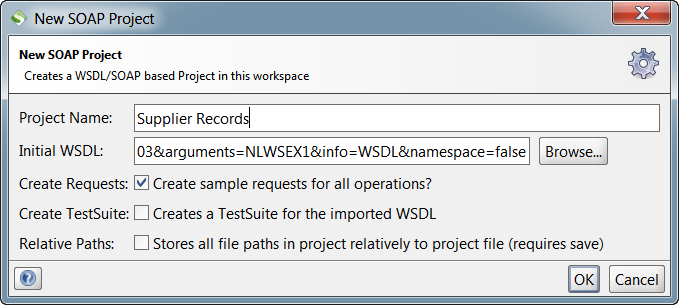 New SOAP Project
New SOAP Project
Creates a WSDL/SOAP based Project in this workspace
Project Name: Supplier Records
Initial WSDL: 03&arguments=NLWSEX1&info=WSDL&namespace=false Browse...
Create Requests: Create sample requests for all operations?
Create TestSuite: Creates a TestSuite for the imported WSDL
Relative Paths: Stores all file paths in project relatively to project file (requires save)
? OK Cancel